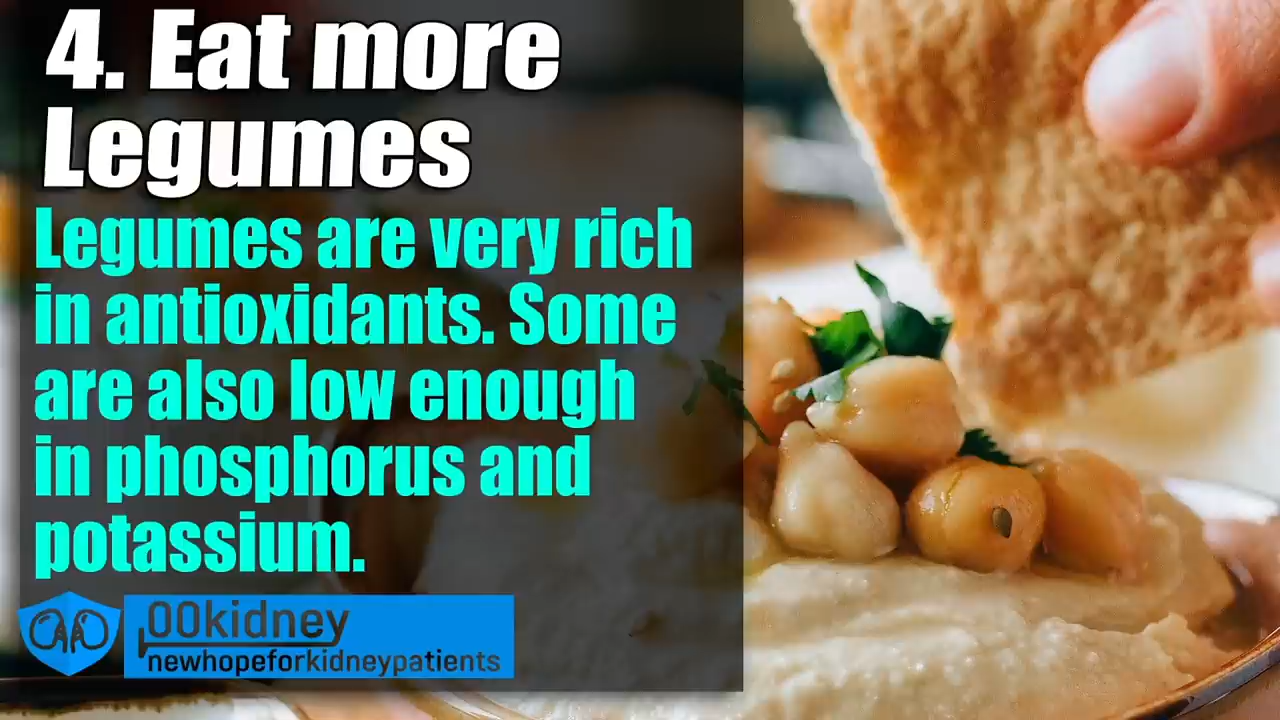 4. Eat more
Legumes
Legumes are very rich
in antioxidants. Some
are also low enough
in phosphorus and
potassium.
00kidney
newhopeforkidneypatients